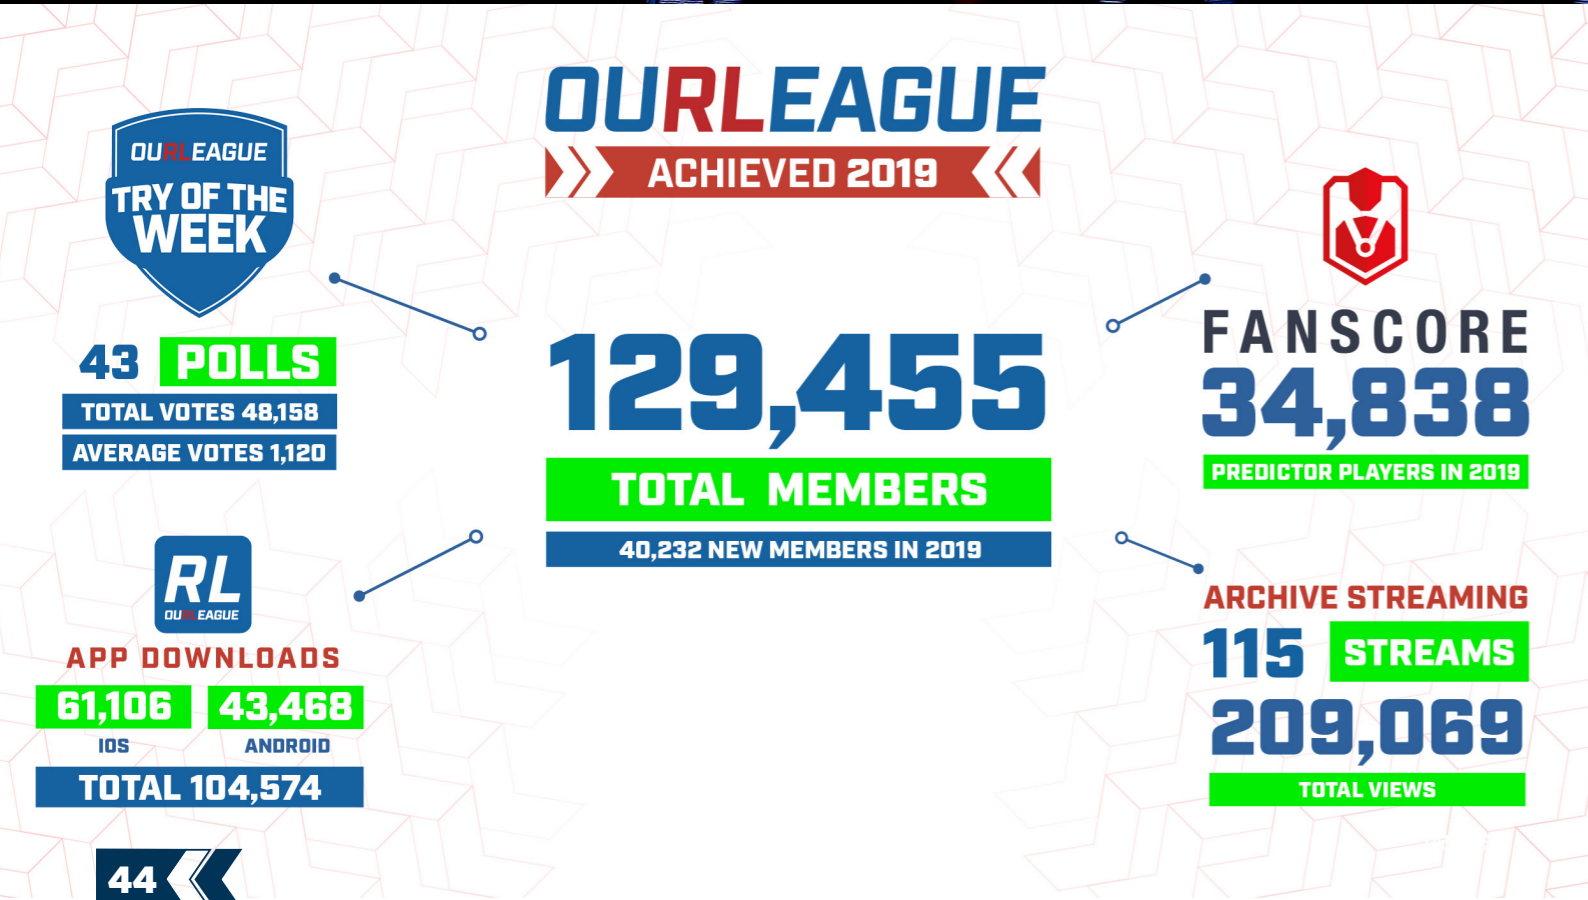 OURLEAGUE
ACHIEVED 2019
OURLEAGUE
TRY OF THE
WEEK
43 POLLS
TOTAL VOTES 48,158
AVERAGE VOTES 1,120
129,455
TOTAL MEMBERS
40,232 NEW MEMBERS IN 2019
FANSCORE
34,838
PREDICTOR PLAYERS IN 2019
RL
OURLEAGUE
APP DOWNLOADS
61,106 43,468
IOS ANDROID
TOTAL 104,574
ARCHIVE STREAMING
115 STREAMS
209,069
TOTAL VIEWS
44